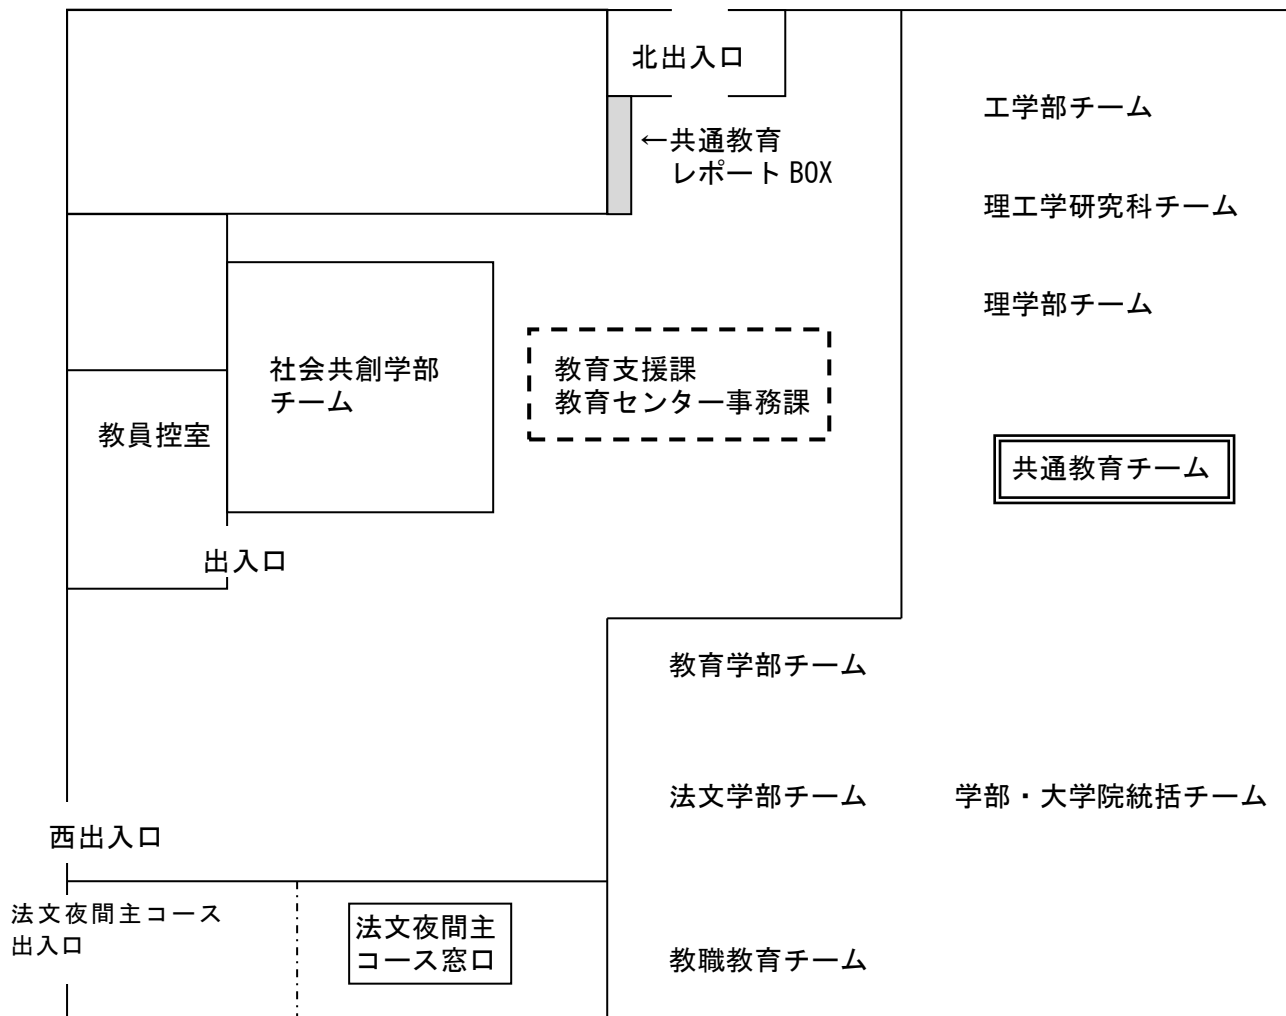 北出入口
工学部チーム
←共通教育
レポート BOX
理工学研究科チーム
理学部チーム
社会共創学部
チーム
教育支援課
教育センター事務課
教員控室
共通教育チーム
出入口
教育学部チーム
法文学部チーム
学部・大学院統括チーム
西出入口
法文夜間主コース
出入口
法文夜間主
コース窓口
教職教育チーム